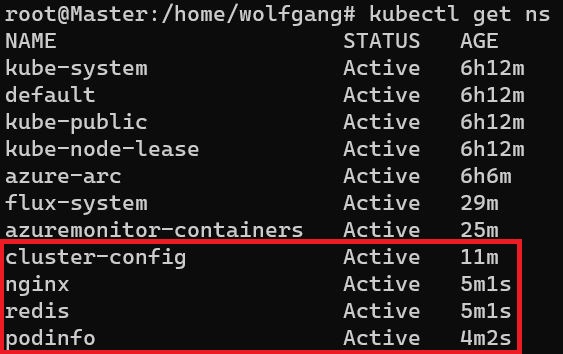 root@Master:/home/wolfgang# kubectl get ns
NAME STATUS AGE
kube-system Active 6h12m
default Active 6h12m
kube-public Active 6h12m
kube-node-lease Active 6h12m
azure-arc Active 6h6m
flux-system Active 29m
azuremonitor-containers Active 25m
cluster-config Active 11m
nginx Active 5m1s
redis Active 5m1s
podinfo Active 4m2s